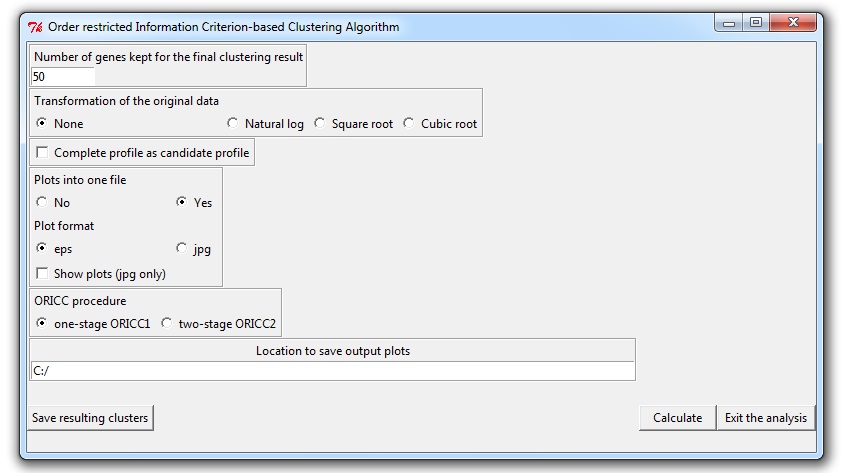 Order restricted Information Criterion-based Clustering Algorithm
Number of genes kept for the final clustering result
50
Transformation of the original data
None Natural log Square root Cubic root
Complete profile as candidate profile
Plots into one file
No Yes
Plot format
eps jpg
Show plots (jpg only)
ORICC procedure
one-stage ORICC1 two-stage ORICC2
Location to save output plots
C:/
Save resulting clusters Calculate Exit the analysis